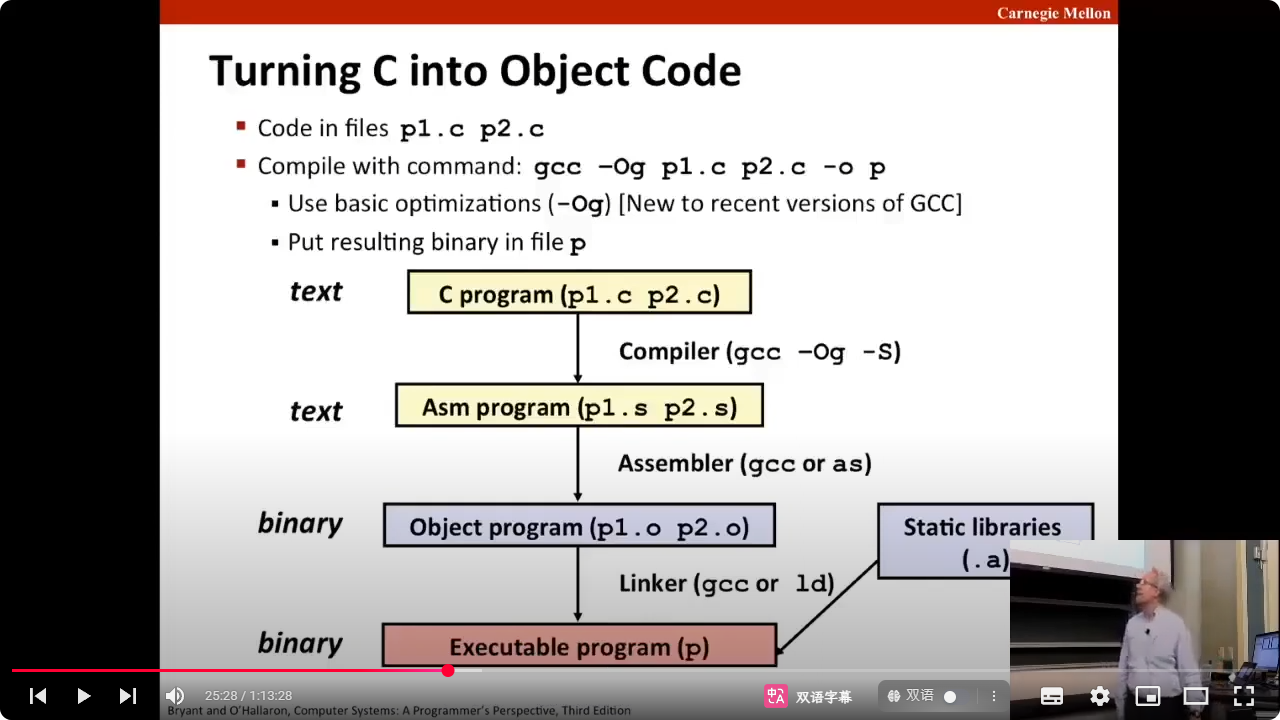 Carnegie Mellon
Turning C into Object Code
Code in files p1.c p2.c
Compile with command: gcc –Og p1.c p2.c -o p
Use basic optimizations (-Og) [New to recent versions of GCC]
Put resulting binary in file p
text
C program (p1.c p2.c)
Compiler (gcc –Og -S)
text
Asm program (p1.s p2.s)
Assembler (gcc or as)
binary
Object program (p1.o p2.o)
Static libraries
(.a)
Linker (gcc or ld)
binary
Executable program (p)
25:28 / 1:13:28
中 A
双语字幕
双语
Bryant and O'Hallaron, Computer Systems: A Programmer's Perspective, Third Edition